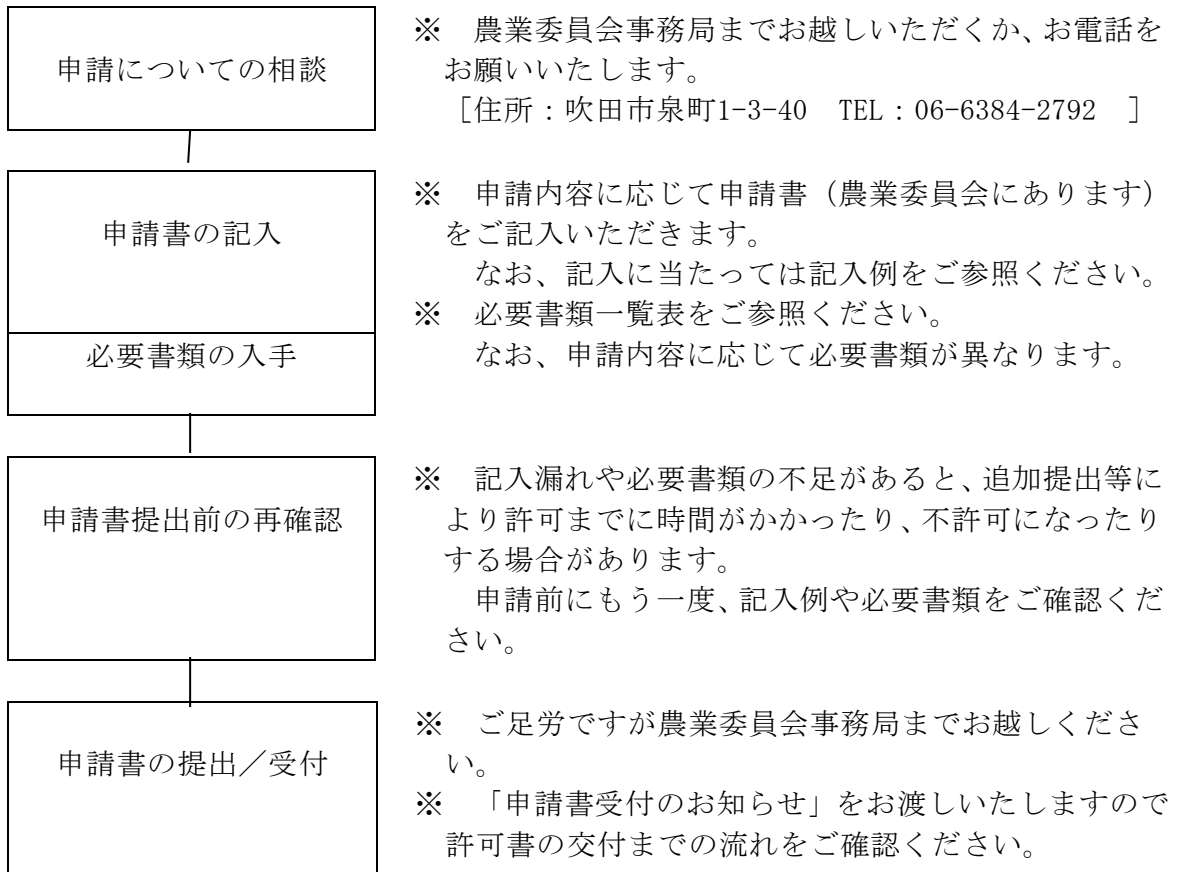 申請についての相談
※　農業委員会事務局までお越しいただくか、お電話を
お願いいたします。
［住所：吹田市泉町1-3-40　TEL：06-6384-2792　］
申請書の記入
※　申請内容に応じて申請書（農業委員会にあります）
をご記入いただきます。
なお、記入に当たっては記入例をご参照ください。
必要書類の入手
※　必要書類一覧表をご参照ください。
なお、申請内容に応じて必要書類が異なります。
申請書提出前の再確認
※　記入漏れや必要書類の不足があると、追加提出等に
より許可までに時間がかかったり、不許可になったり
する場合があります。
申請前にもう一度、記入例や必要書類をご確認くだ
さい。
申請書の提出／受付
※　ご足労ですが農業委員会事務局までお越しくださ
い。
※　「申請書受付のお知らせ」をお渡しいたしますので
許可書の交付までの流れをご確認ください。